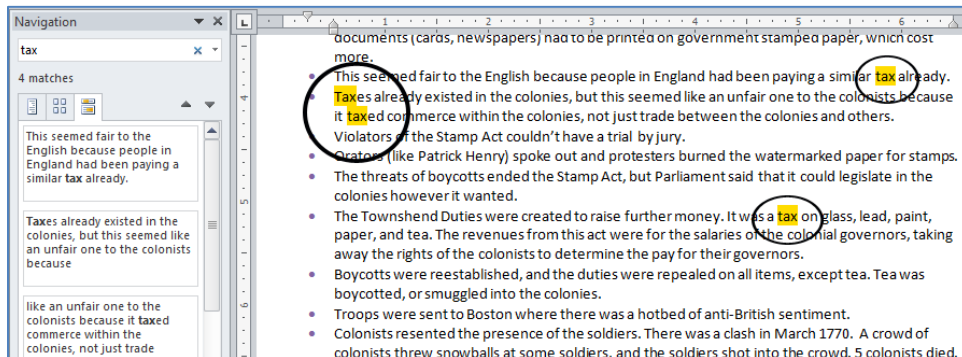 Navigation
tax
4 matches
This seemed fair to the
English because people in
England had been paying a
similar tax already.
Taxes already existed in the
colonies, but this seemed like
an unfair one to the colonists
because
like an unfair one to the
colonists because it taxed
commerce within the
colonies, not just trade
L
1 2 3 4 5 6
4
5
6
documents (cards, newspapers) had to be printed on government stamped paper, which cost
more.
This seemed fair to the English because people in England had been paying a similar tax already.
Taxes already existed in the colonies, but this seemed like an unfair one to the colonists because
it taxed commerce within the colonies, not just trade between the colonies and others.
Violators of the Stamp Act couldn't have a trial by jury.
Orators (like Patrick Henry) spoke out and protesters burned the watermarked paper for stamps.
The threats of boycotts ended the Stamp Act, but Parliament said that it could legislate in the
colonies however it wanted.
The Townshend Duties were created to raise further money. It was a tax on glass, lead, paint,
paper, and tea. The revenues from this act were for the salaries of the colonial governors, taking
away the rights of the colonists to determine the pay for their governors.
Boycotts were reestablished, and the duties were repealed on all items, except tea. Tea was
boycotted, or smuggled into the colonies.
Troops were sent to Boston where there was a hotbed of anti-British sentiment.
Colonists resented the presence of the soldiers. There was a clash in March 1770. A crowd of
colonists threw snowballs at some soldiers, and the soldiers shot into the crowd. 5 colonists died.